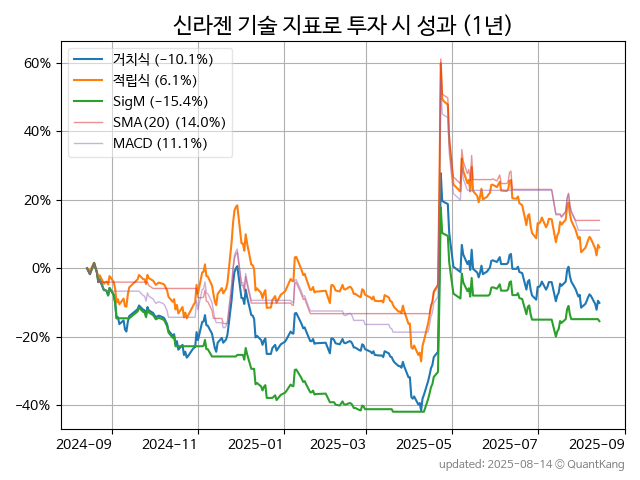 신라젠 기술 지표로 투자 시 성과 (1년)
거치식 (−10.1%)
적립식 (6.1%)
SigM (−15.4%)
SMA(20) (14.0%)
MACD (11.1%)
60%
40%
20%
0%
−20%
−40%
2024-09 2024-11 2025-01 2025-03 2025-05 2025-07 2025-09
updated: 2025-08-14 © QuantKang